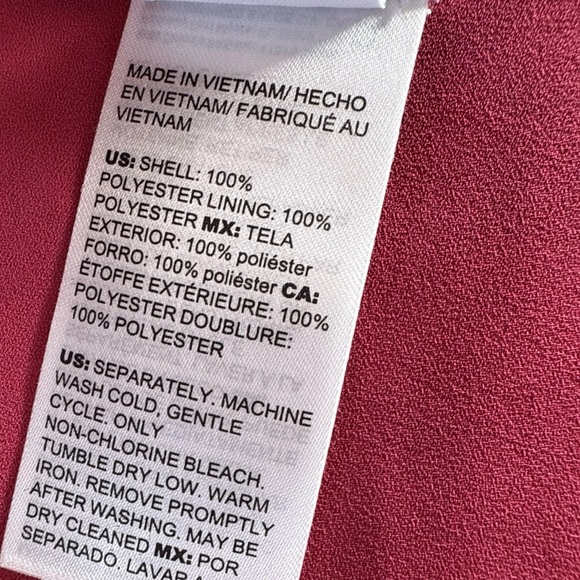 MADE IN VIETNAM/ HECHO
EN VIETNAM/ FABRIQUÉ AU
VIETNAM
US: SHELL: 100%
POLYESTER LINING: 100%
POLYESTER MX: TELA
EXTERIOR: 100% poliéster
FORRO: 100% poliéster CA:
ÉTOFFE EXTÉRIEURE: 100%
POLYESTER DOUBLURE:
100% POLYESTER
US: SEPARATELY. MACHINE
WASH COLD, GENTLE
CYCLE. ONLY
NON-CHLORINE BLEACH.
TUMBLE DRY LOW. WARM
IRON. REMOVE PROMPTLY
AFTER WASHING. MAY BE
DRY CLEANED MX: POR
SEPARADO. LAVAR A